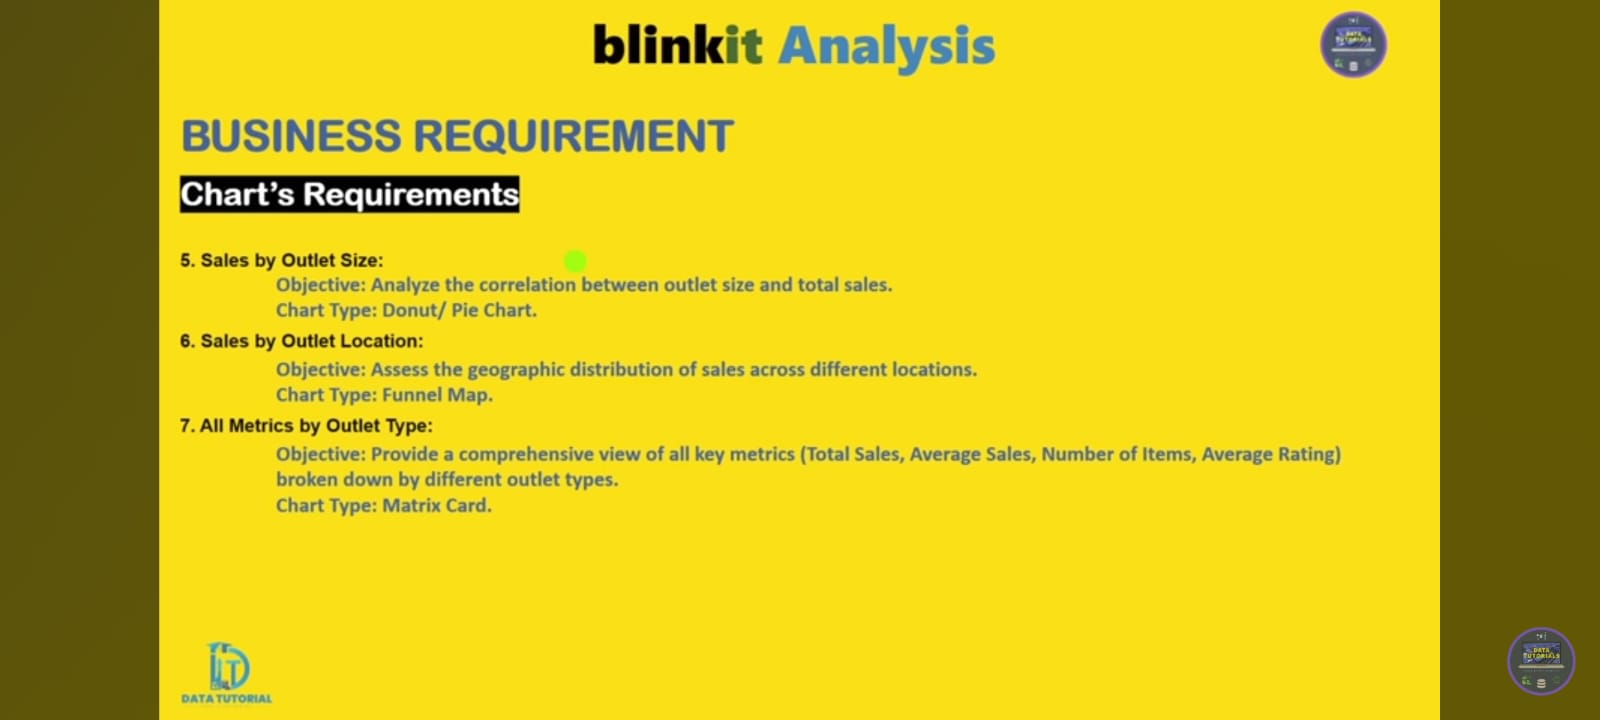 blinkit Analysis
DATA
TUTORIALS
BUSINESS REQUIREMENT
Chart’s Requirements
5. Sales by Outlet Size:
Objective: Analyze the correlation between outlet size and total sales.
Chart Type: Donut/ Pie Chart.
6. Sales by Outlet Location:
Objective: Assess the geographic distribution of sales across different locations.
Chart Type: Funnel Map.
7. All Metrics by Outlet Type:
Objective: Provide a comprehensive view of all key metrics (Total Sales, Average Sales, Number of Items, Average Rating)
broken down by different outlet types.
Chart Type: Matrix Card.
DATA TUTORIAL
DATA
TUTORIALS